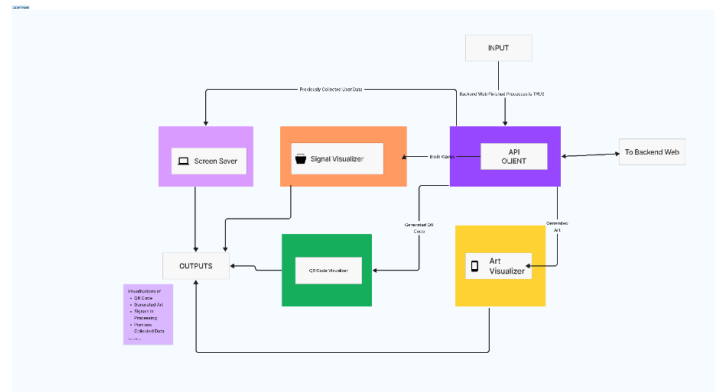 INPUT
Previously Collected User Data
Backend Web Finished Processes is TRUE
Screen Saver
Signal Visualizer
API
CLIENT
To Backend Web
Generated QR
Code
Generated
Art
OUTPUTS
QR Code Visualizer
Art
Visualizer
Visualizations of
QR Code
Generated Art
Signals in
Processing
Previous
Collected Data